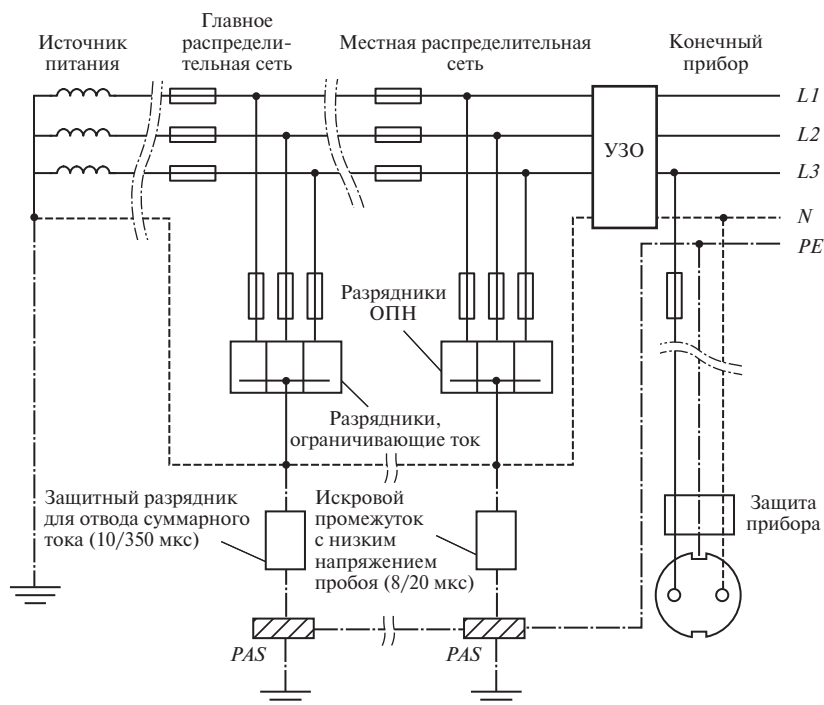 Источник
питания
Главное
распредели-
тельная сеть
Местная распределительная
сеть
Конечный
прибор
L1
L2
УЗО
L3
N
PE
Разрядники
ОПН
Разрядники,
ограничивающие ток
Защитный разрядник
для отвода суммарного
тока (10/350 мкс)
Искровой
промежуток
с низким
напряжением
пробоя (8/20 мкс)
Защита
прибора
PAS
PAS